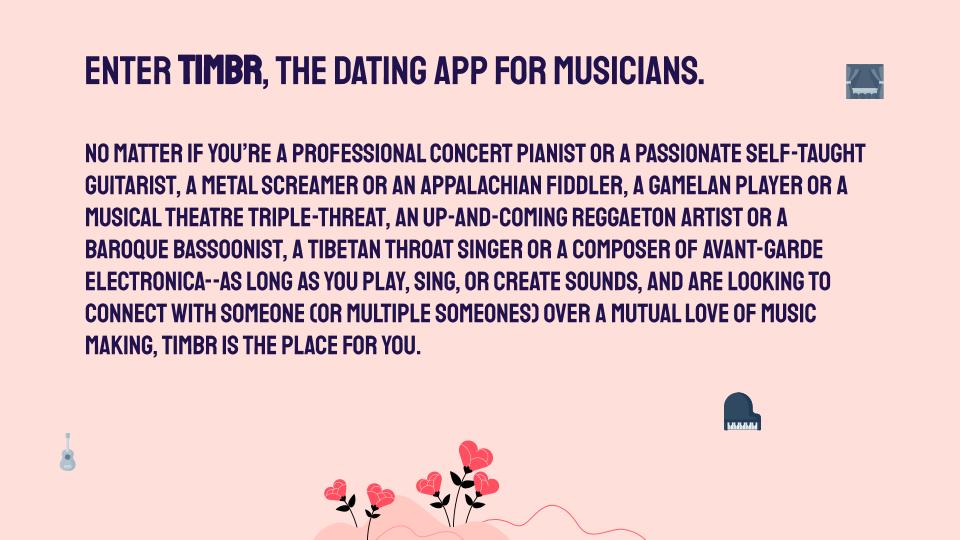 ENTER TIMBR, THE DATING APP FOR MUSICIANS.
NO MATTER IF YOU'RE A PROFESSIONAL CONCERT PIANIST OR A PASSIONATE SELF-TAUGHT
GUITARIST, A METAL SCREAMER OR AN APPALACHIAN FIDDLER, A GAMELAN PLAYER OR A
MUSICAL THEATRE TRIPLE-THREAT, AN UP-AND-COMING REGGAETON ARTIST OR A
BAROQUE BASSOONIST, A TIBETAN THROAT SINGER OR A COMPOSER OF AVANT-GARDE
ELECTRONICA--AS LONG AS YOU PLAY, SING, OR CREATE SOUNDS, AND ARE LOOKING TO
CONNECT WITH SOMEONE (OR MULTIPLE SOMEONES) OVER A MUTUAL LOVE OF MUSIC
MAKING, TIMBR IS THE PLACE FOR YOU.